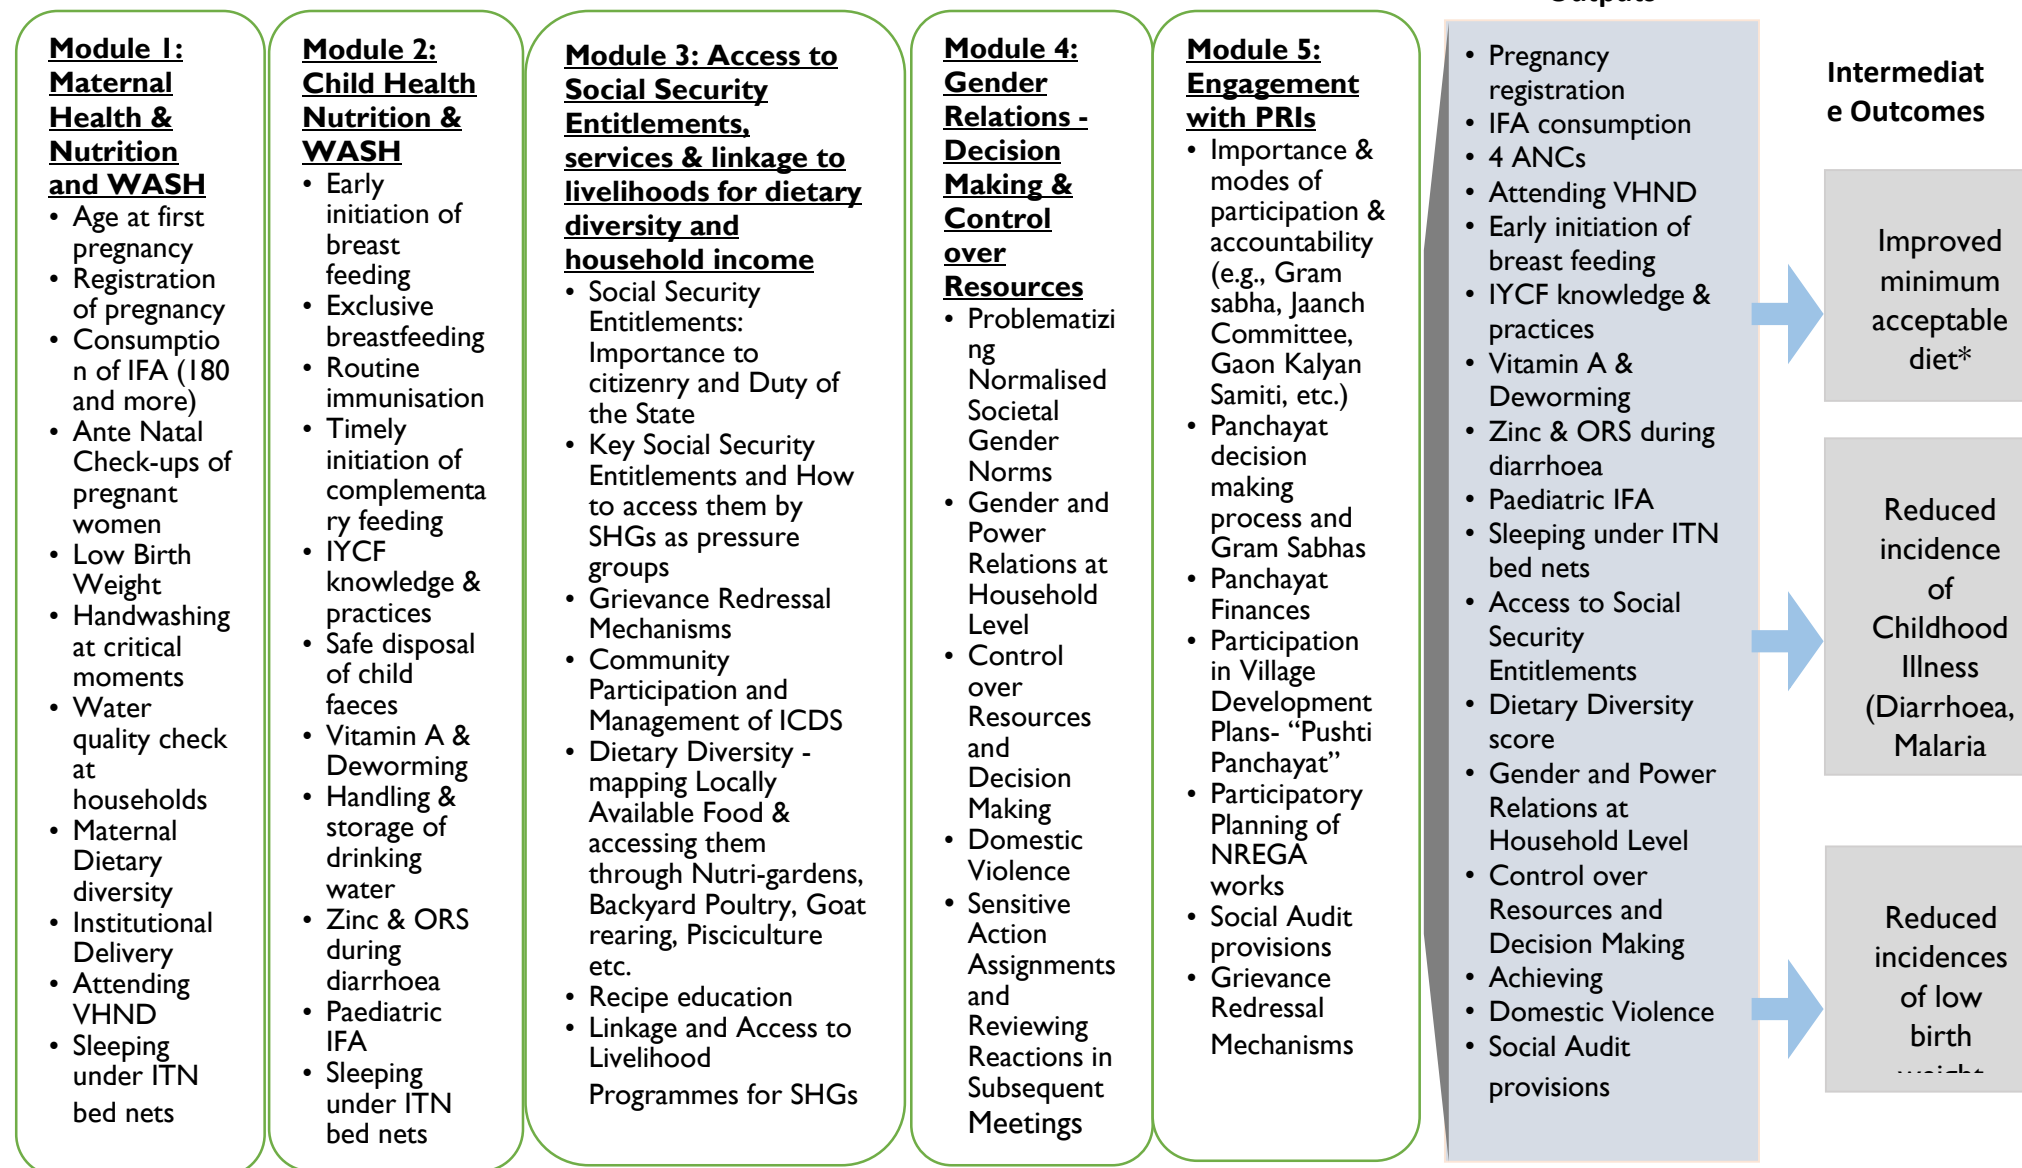 Module 1:
Maternal
Health &
Nutrition
and WASH
• Age at first
pregnancy
• Registration
of pregnancy
• Consumptio
n of IFA (180
and more)
• Ante Natal
Check-ups of
pregnant
women
• Low Birth
Weight
• Handwashing
at critical
moments
• Water
quality check
at
households
• Maternal
Dietary
diversity
• Institutional
Delivery
• Attending
VHND
• Sleeping
under ITN
bed nets
Module 2:
Child Health
Nutrition &
WASH
• Early
initiation of
breast
feeding
• Exclusive
breastfeeding
• Routine
immunisation
• Timely
initiation of
complementa
ry feeding
• IYCF
knowledge &
practices
• Safe disposal
of child
faeces
• Vitamin A &
Deworming
• Handling &
storage of
drinking
water
• Zinc & ORS
during
diarrhoea
• Paediatric
IFA
• Sleeping
under ITN
bed nets
Module 3: Access to
Social Security
Entitlements,
services & linkage to
livelihoods for dietary
diversity and
household income
• Social Security
Entitlements:
Importance to
citizenry and Duty of
the State
• Key Social Security
Entitlements and How
to access them by
SHGs as pressure
groups
• Grievance Redressal
Mechanisms
• Community
Participation and
Management of ICDS
• Dietary Diversity -
mapping Locally
Available Food &
accessing them
through Nutri-gardens,
Backyard Poultry, Goat
rearing, Pisciculture
etc.
• Recipe education
• Linkage and Access to
Livelihood
Programmes for SHGs
Module 4:
Gender
Relations -
Decision
Making &
Control
over
Resources
• Problematizi
ng
Normalised
Societal
Gender
Norms
• Gender and
Power
Relations at
Household
Level
• Control
over
Resources
and
Decision
Making
• Domestic
Violence
• Sensitive
Action
Assignments
and
Reviewing
Reactions in
Subsequent
Meetings
Module 5:
Engagement
with PRIs
• Importance &
modes of
participation &
accountability
(e.g., Gram
sabha, Jaanch
Committee,
Gaon Kalyan
Samiti, etc.)
• Panchayat
decision
making
process and
Gram Sabhas
• Panchayat
Finances
• Participation
in Village
Development
Plans- “Pushti
Panchayat”
• Participatory
Planning of
NREGA
works
• Social Audit
provisions
• Grievance
Redressal
Mechanisms
Outputs
• Pregnancy
registration
• IFA consumption
• 4 ANCs
• Attending VHND
• Early initiation of
breast feeding
• IYCF knowledge &
practices
• Vitamin A &
Deworming
• Zinc & ORS during
diarrhoea
• Paediatric IFA
• Sleeping under ITN
bed nets
• Access to Social
Security
Entitlements
• Dietary Diversity
score
• Gender and Power
Relations at
Household Level
• Control over
Resources and
Decision Making
• Achieving
• Domestic Violence
• Social Audit
provisions
Intermediat
e Outcomes
Improved
minimum
acceptable
diet*
Reduced
incidence
of
Childhood
Illness
(Diarrhoea,
Malaria
Reduced
incidences
of low
birth
weight